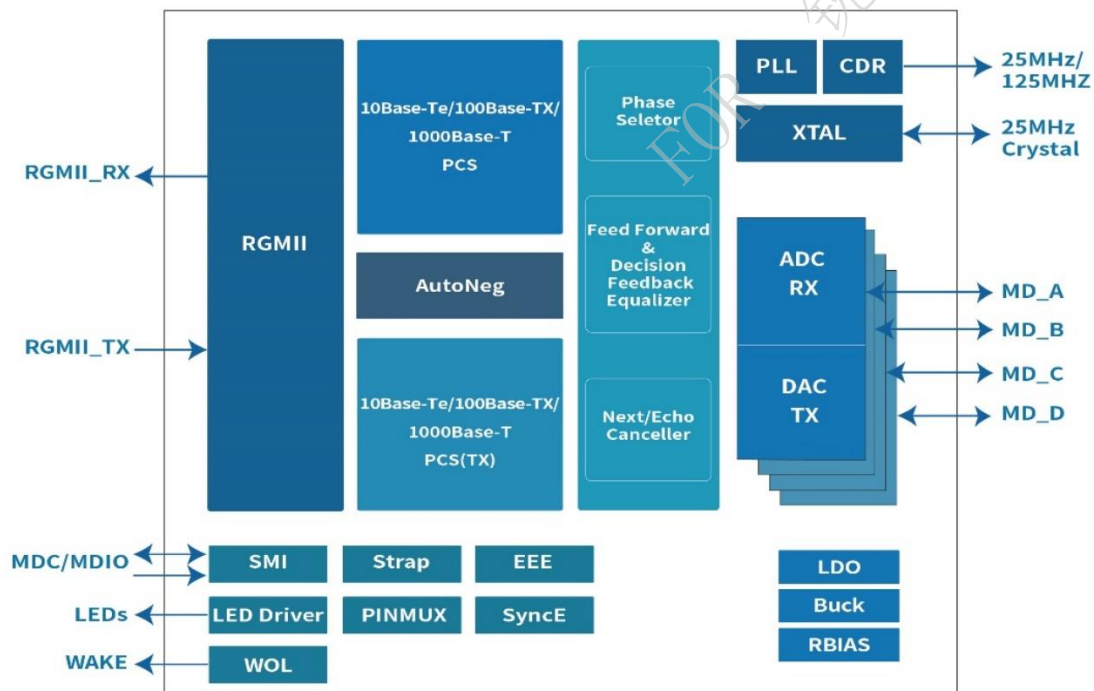 RGMII_RX
RGMII_TX
RGMII
10Base-Te/100Base-TX/
1000Base-T
PCS
AutoNeg
10Base-Te/100Base-TX/
1000Base-T
PCS(TX)
Phase
Seletor
Feed Forward
&
Decision
Feedback
Equalizer
Next/Echo
Canceller
PLL
CDR
25MHz/
125MHZ
XTAL
25MHz
Crystal
ADC
RX
DAC
TX
MD_A
MD_B
MD_C
MD_D
MDC/MDIO
SMI
Strap
EEE
LEDs
LED Driver
PINMUX
SyncE
WAKE
WOL
LDO
Buck
RBIAS
FOR